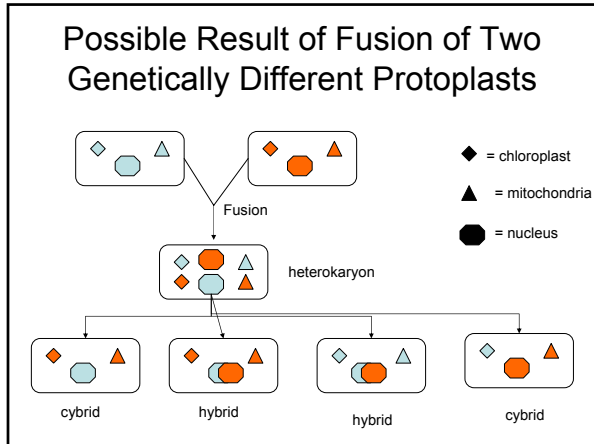 Possible Result of Fusion of Two
Genetically Different Protoplasts
= chloroplast
= mitochondria
= nucleus
Fusion
heterokaryon
cybrid
hybrid
hybrid
cybrid